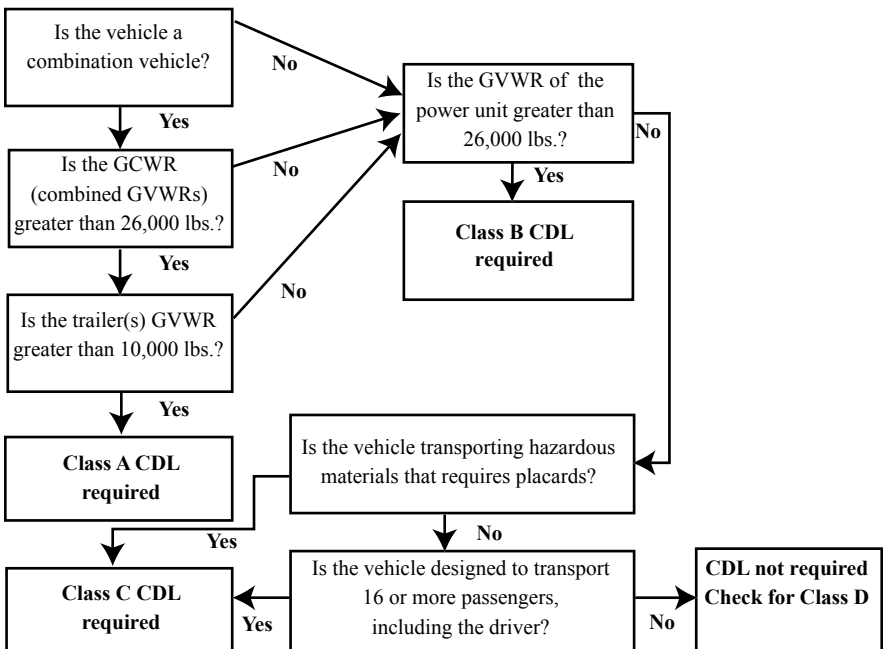 Is the vehicle a
combination vehicle?
No
Yes
Is the GVWR of the
power unit greater than
26,000 lbs.?
No
Yes
Is the GCWR
(combined GVWRs)
greater than 26,000 lbs.?
No
Yes
Class B CDL
required
Is the trailer(s) GVWR
greater than 10,000 lbs.?
No
Yes
Class A CDL
required
Is the vehicle transporting hazardous
materials that requires placards?
Yes
No
Class C CDL
required
Is the vehicle designed to transport
16 or more passengers,
including the driver?
Yes
No
CDL not required
Check for Class D